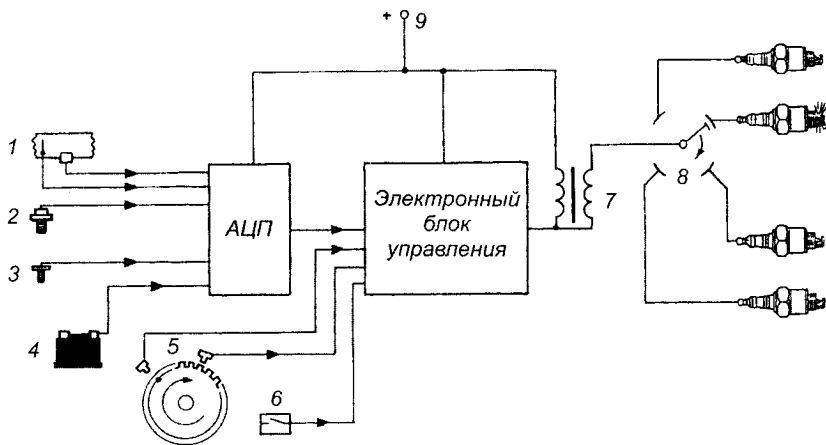 + 9
1
2
3
4
5
6
АЦП
Электронный
блок
управления
7
8